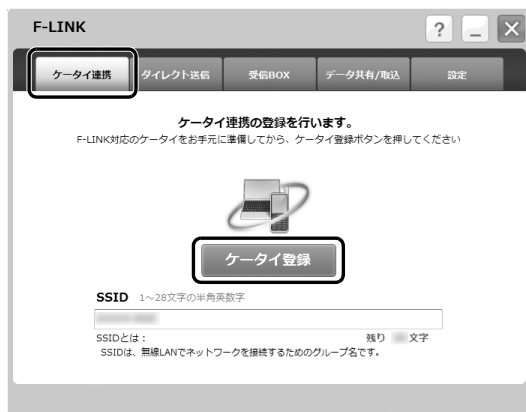 F-LINK
? _ X
ケータイ連携 ダイレクト送信 受信BOX データ共有/取込 設定
ケータイ連携の登録を行います。
F-LINK対応のケータイをお手元に準備してから、ケータイ登録ボタンを押してください
ケータイ登録
SSID 1～28文字の半角英数字
SSIDとは： 残り 文字
SSIDは、無線LANでネットワークを接続するためのグループ名です。